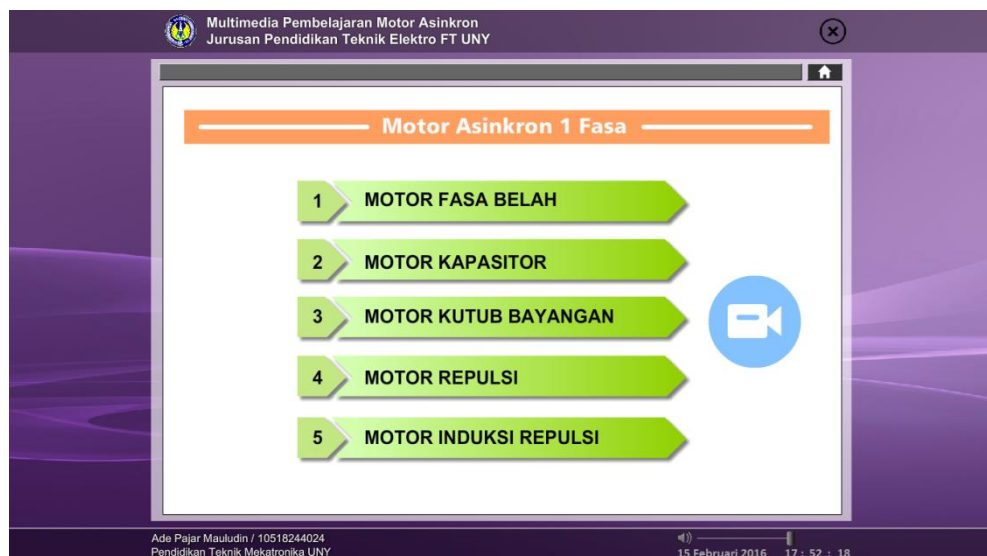 Multimedia Pembelajaran Motor Asinkron
Jurusan Pendidikan Teknik Elektro FT UNY
Motor Asinkron 1 Fasa
1 MOTOR FASA BELAH
2 MOTOR KAPASITOR
3 MOTOR KUTUB BAYANGAN
4 MOTOR REPULSI
5 MOTOR INDUKSI REPULSI
Ade Pajar Mauludin / 10518244024
Pendidikan Teknik Mekatronika UNY
15 Februari 2016 17 : 52 : 18